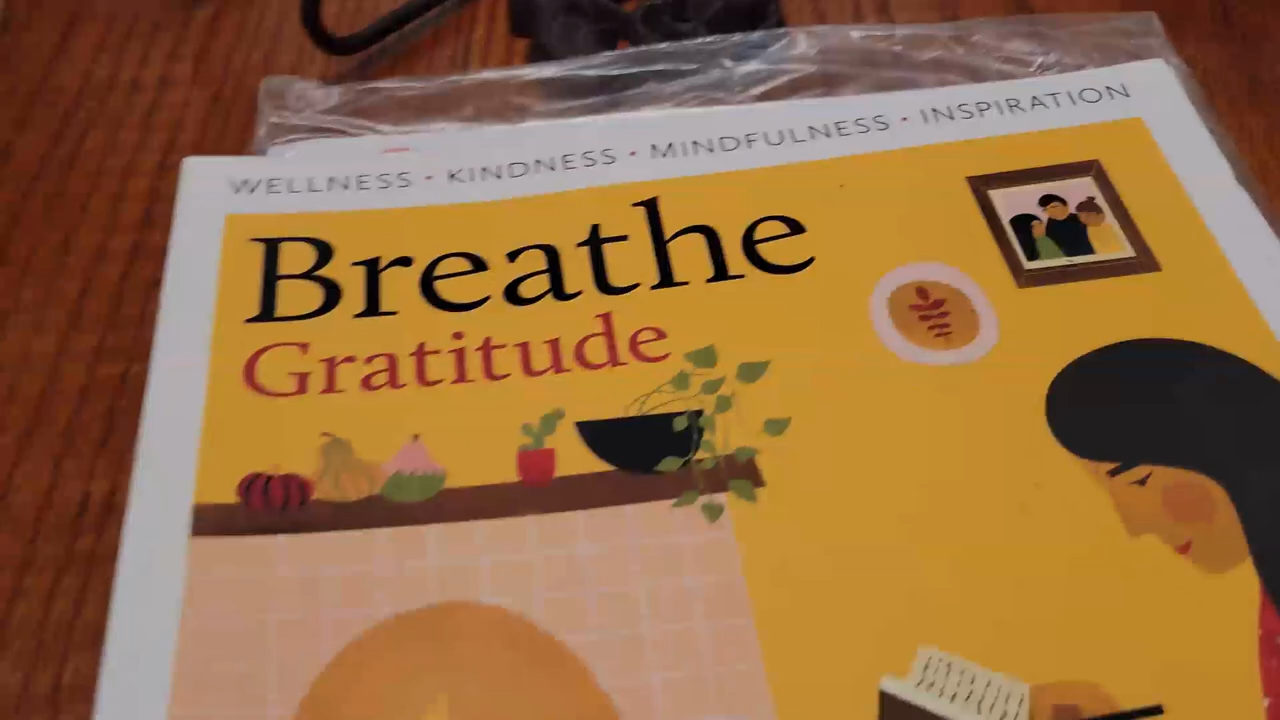 WELLNESS • KINDNESS • MINDFULNESS • INSPIRATION
Breathe
Gratitude